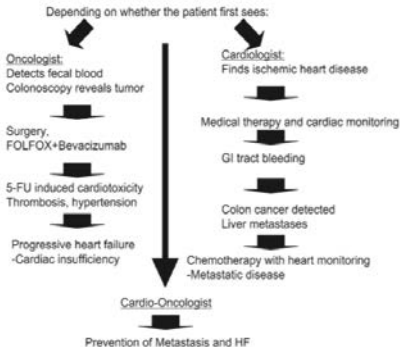 Depending on whether the patient first sees:
Oncologist:
Detects fecal blood
Colonoscopy reveals tumor
Surgery,
FOLFOX+Bevacizumab
5-FU induced cardiotoxicity
Thrombosis, hypertension
Progressive heart failure
-Cardiac insufficiency
Cardiologist:
Finds ischemic heart disease
Medical therapy and cardiac monitoring
GI tract bleeding
Colon cancer detected
Liver metastases
Chemotherapy with heart monitoring
-Metastatic disease
Cardio-Oncologist
Prevention of Metastasis and HF